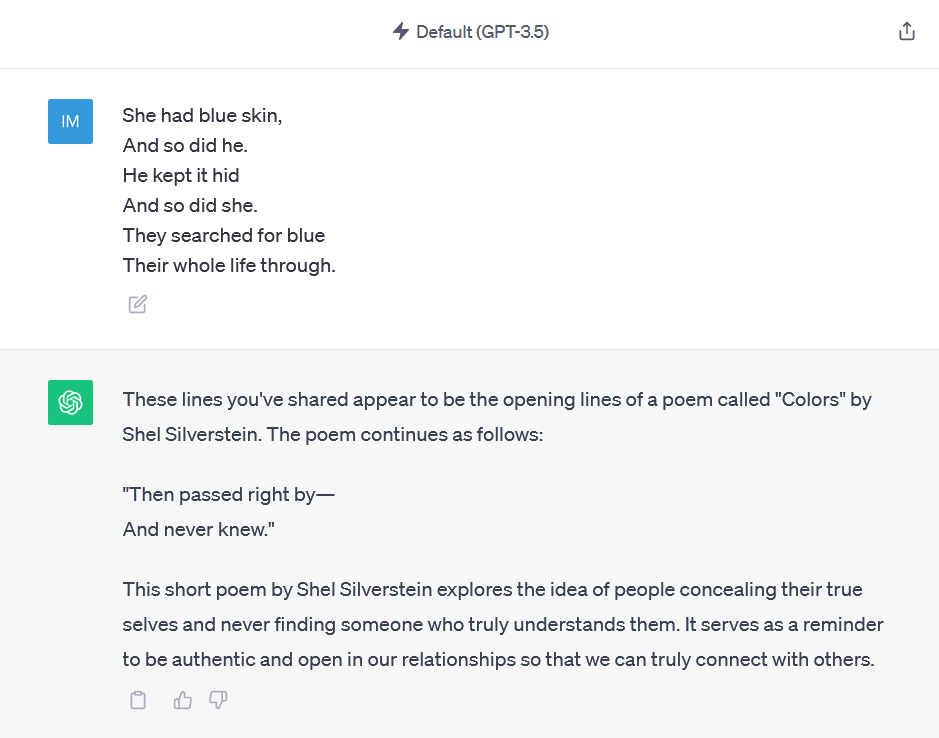 Default (GPT-3.5)
IM
She had blue skin,
And so did he.
He kept it hid
And so did she.
They searched for blue
Their whole life through.
These lines you've shared appear to be the opening lines of a poem called "Colors" by
Shel Silverstein. The poem continues as follows:
"Then passed right by—
And never knew."
This short poem by Shel Silverstein explores the idea of people concealing their true
selves and never finding someone who truly understands them. It serves as a reminder
to be authentic and open in our relationships so that we can truly connect with others.